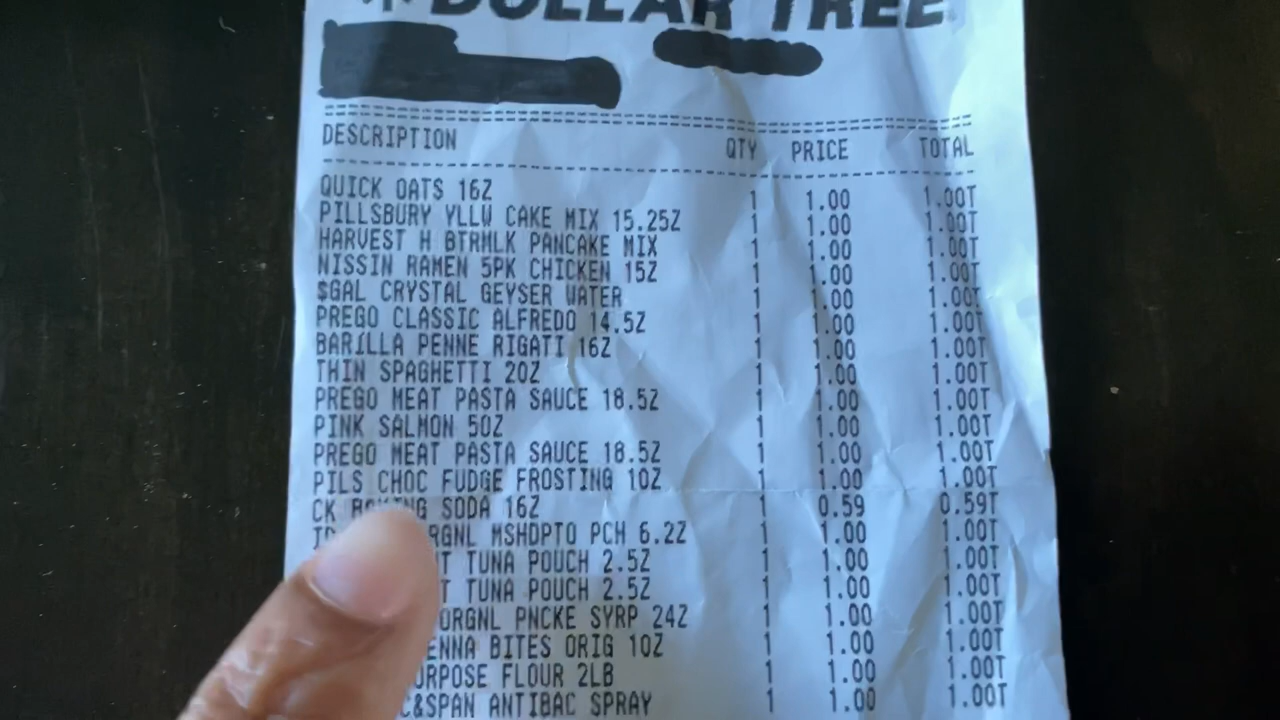 DOLLAR TREE
DESCRIPTION QTY PRICE TOTAL
QUICK OATS 16Z 1 1.00 1.00T
PILLSBURY YLLW CAKE MIX 15.25Z 1 1.00 1.00T
HARVEST H BTRMLK PANCAKE MIX 1 1.00 1.00T
NISSIN RAMEN 5PK CHICKEN 15Z 1 1.00 1.00T
$GAL CRYSTAL GEYSER WATER 1 1.00 1.00T
PREGO CLASSIC ALFREDO 14.5Z 1 1.00 1.00T
BARILLA PENNE RIGATI 16Z 1 1.00 1.00T
THIN SPAGHETTI 20Z 1 1.00 1.00T
PREGO MEAT PASTA SAUCE 18.5Z 1 1.00 1.00T
PINK SALMON 5OZ 1 1.00 1.00T
PREGO MEAT PASTA SAUCE 18.5Z 1 1.00 1.00T
PILS CHOC FUDGE FROSTING 10Z 1 1.00 1.00T
CK BAKING SODA 16Z 1 0.59 0.59T
RGNL MSHDPTO PCH 6.2Z 1 1.00 1.00T
T TUNA POUCH 2.5Z 1 1.00 1.00T
T TUNA POUCH 2.5Z 1 1.00 1.00T
ORGNL PNCKE SYRP 24Z 1 1.00 1.00T
ENNA BITES ORIG 10Z 1 1.00 1.00T
URPOSE FLOUR 2LB 1 1.00 1.00T
C&SPAN ANTIBAC SPRAY 1 1.00 1.00T